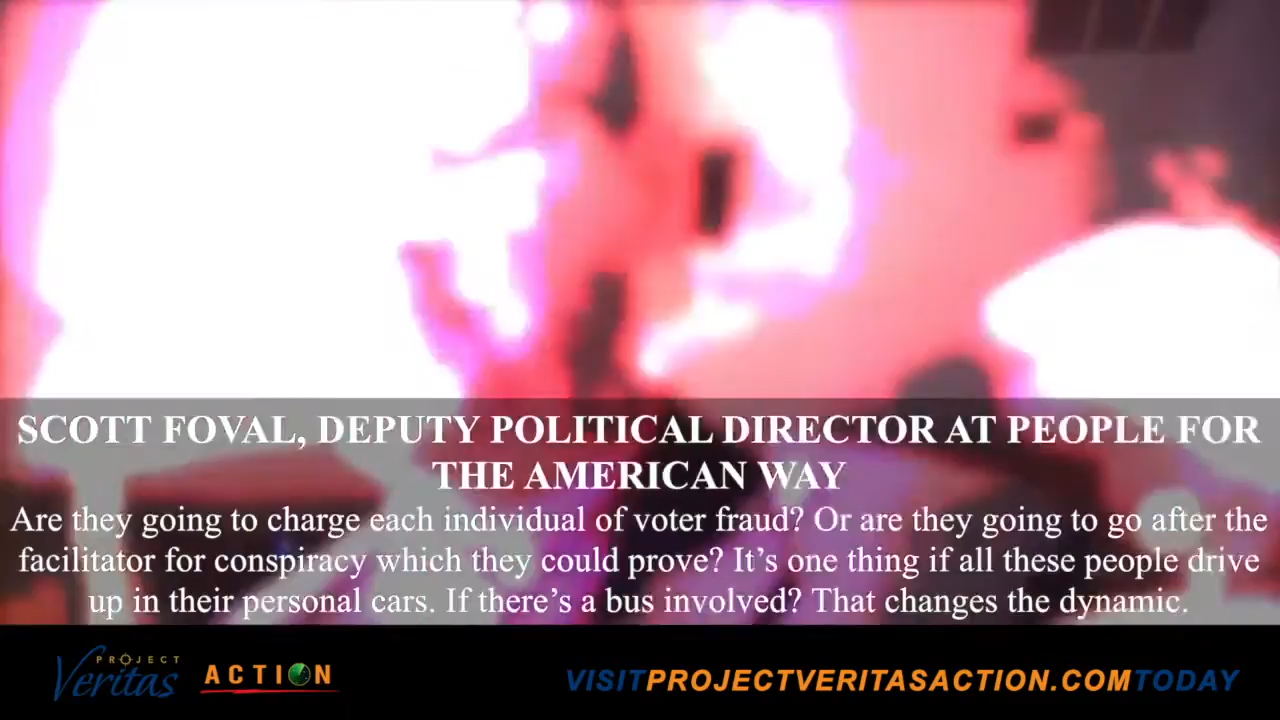 SCOTT FOVAL, DEPUTY POLITICAL DIRECTOR AT PEOPLE FOR
THE AMERICAN WAY
Are they going to charge each individual of voter fraud? Or are they going to go after the
facilitator for conspiracy which they could prove? It’s one thing if all these people drive
up in their personal cars. If there’s a bus involved? That changes the dynamic.
PROJECT
Veritas ACTION
VISITPROJECTVERITASACTION.COMTODAY